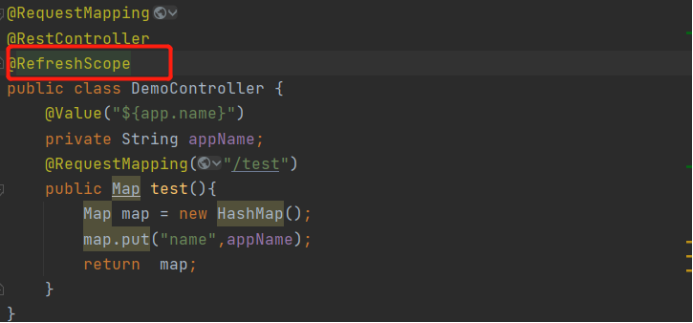 @RequestMapping
@RestController
@RefreshScope
public class DemoController {
@Value("${app.name}")
private String appName;
@RequestMapping("/test")
public Map test(){
Map map = new HashMap();
map.put("name",appName);
return  map;
}
}